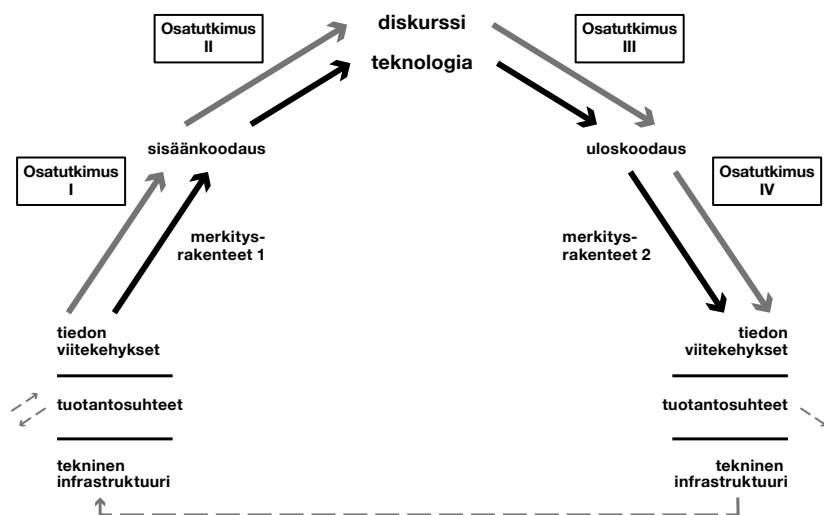 Osatutkimus
II
diskurssi
teknologia
Osatutkimus
III
sisäänkoodaus
uloskoodaus
Osatutkimus
I
Osatutkimus
IV
merkitys-
rakenteet 1
merkitys-
rakenteet 2
tiedon
viitekehykset
tiedon
viitekehykset
tuotantosuhteet
tuotantosuhteet
tekninen
infrastruktuuri
tekninen
infrastruktuuri